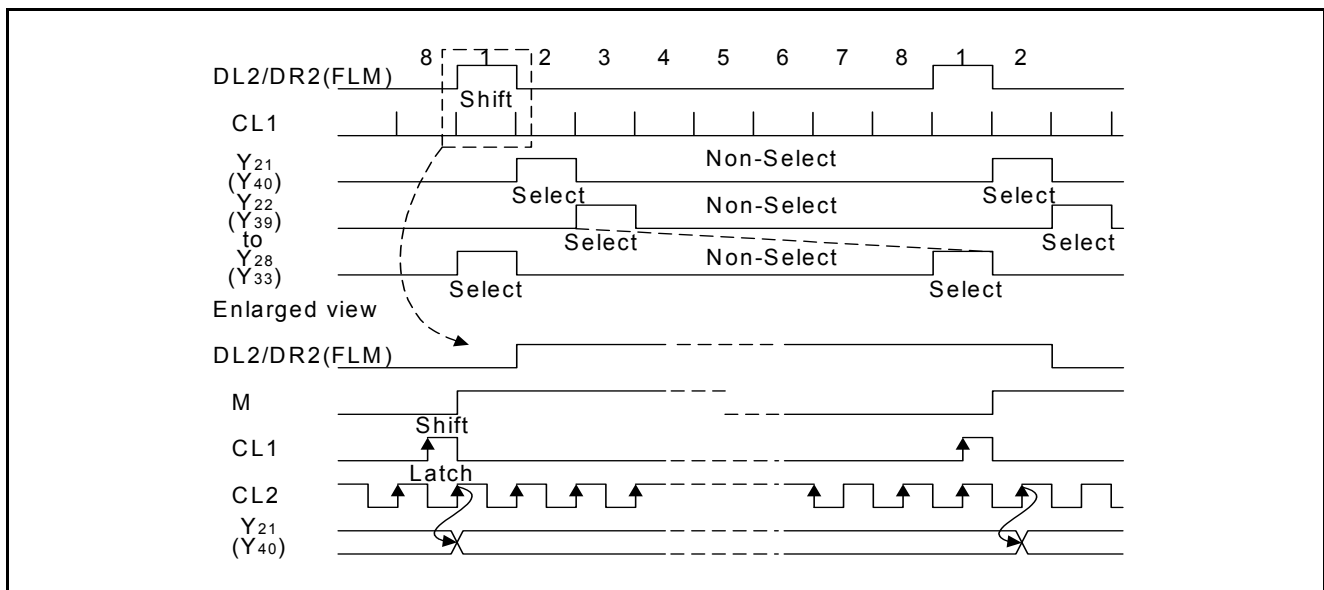 8 1 2 3 4 5 6 7 8 1 2
DL2/DR2(FLM)
Shift
CL1
Y21
(Y40)
Non-Select
Select
Select
Y22
(Y39)
Non-Select
Select
Select
to
Y28
(Y33)
Non-Select
Select
Select
Enlarged view
DL2/DR2(FLM)
M
Shift
CL1
Latch
CL2
Y21
(Y40)